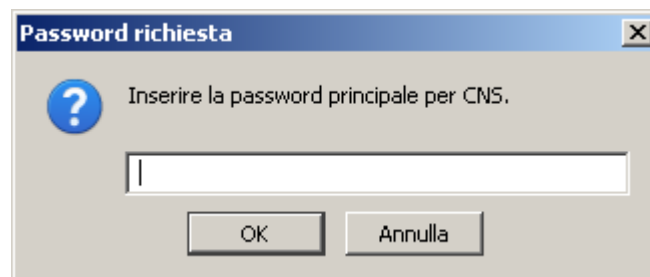 Password richiesta
Inserire la password principale per CNS.
OK
Annulla